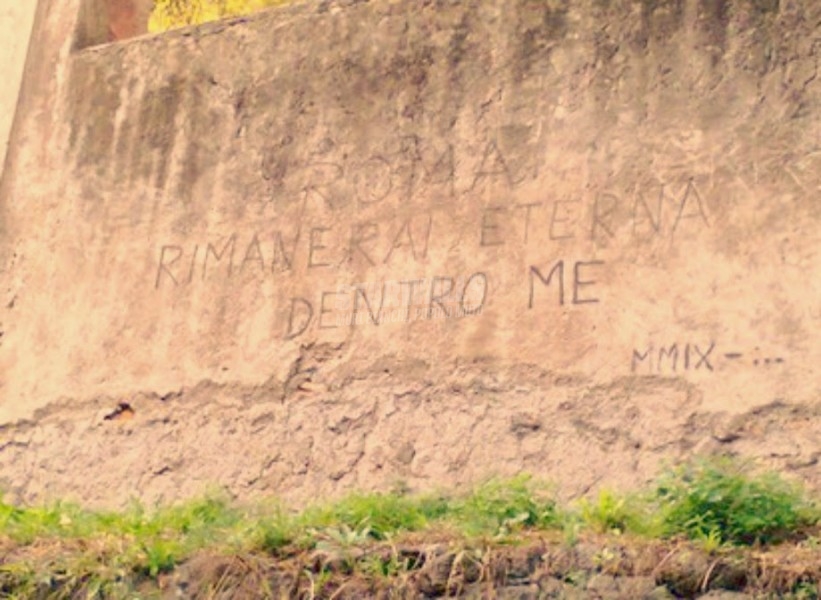 ROMA
RIMANERAI ETERNA
DENTRO ME
MMIX - ...